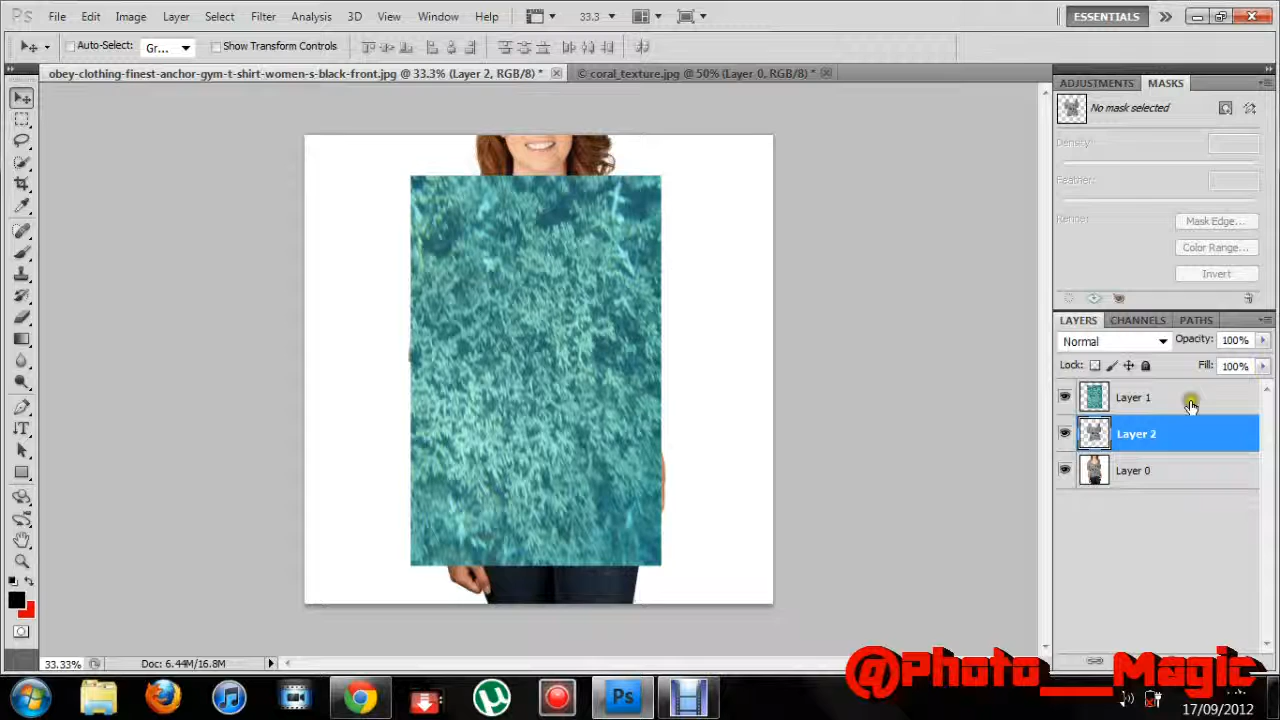 Ps File Edit Image Layer Select Filter Analysis 3D View Window Help 33.3 ESSENTIALS
Auto-Select: Gr... Show Transform Controls
obey-clothing-finest-anchor-gym-t-shirt-women-s-black-front.jpg @ 33.3% (Layer 2, RGB/8) *
© coral_texture.jpg @ 50% (Layer 0, RGB/8) *
ADJUSTMENTS MASKS
No mask selected
Density:
Feather:
Refine:
Mask Edge...
Color Range...
Invert
LAYERS CHANNELS PATHS
Normal Opacity: 100%
Lock: Fill: 100%
Layer 1
Layer 2
Layer 0
33.33% Doc: 6.44M/16.8M
@Photo__Magic
Ps
17/09/2012